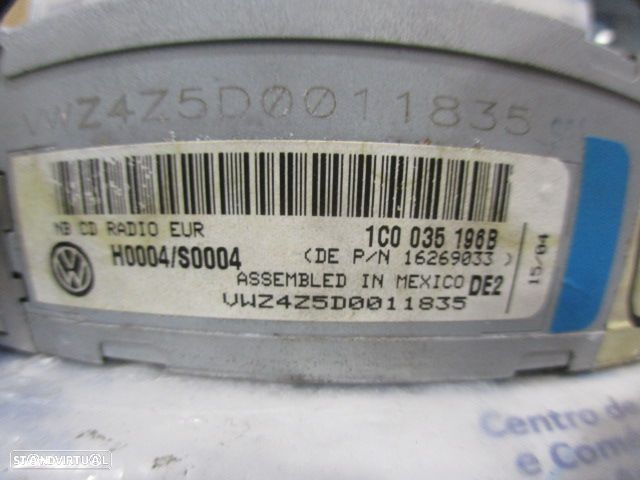 VWZ4Z5D0011835
NB CD RADIO EUR
1C0 035 196B
H0004/S0004
(DE P/N 16269033)
ASSEMBLED IN MEXICO DE2
VWZ4Z5D0011835
15/04
Centro de
e Com
STANDVIRTUAL